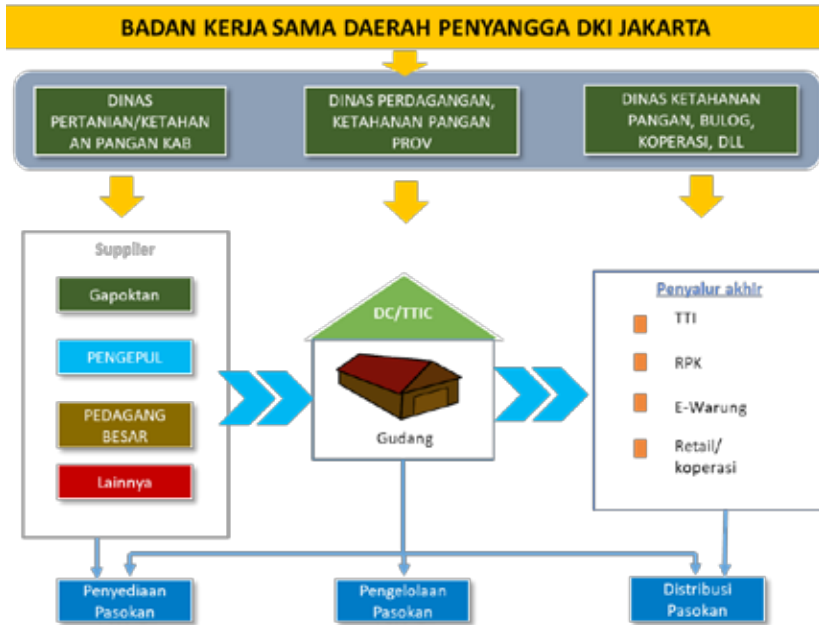 BADAN KERJA SAMA DAERAH PENYANGGA DKI JAKARTA
DINAS
PERTANIAN/KETAHAN
AN PANGAN KAB
DINAS PERDAGANGAN,
KETAHANAN PANGAN
PROV
DINAS KETAHANAN
PANGAN, BULOG,
KOPERASI, DLL
Supplier
Gapoktan
PENGEPUL
PEDAGANG
BESAR
Lainnya
DC/TTIC
Gudang
Penyalur akhir
TTI
RPK
E-Warung
Retail/
koperasi
Penyediaan
Pasokan
Pengelolaan
Pasokan
Distribusi
Pasokan